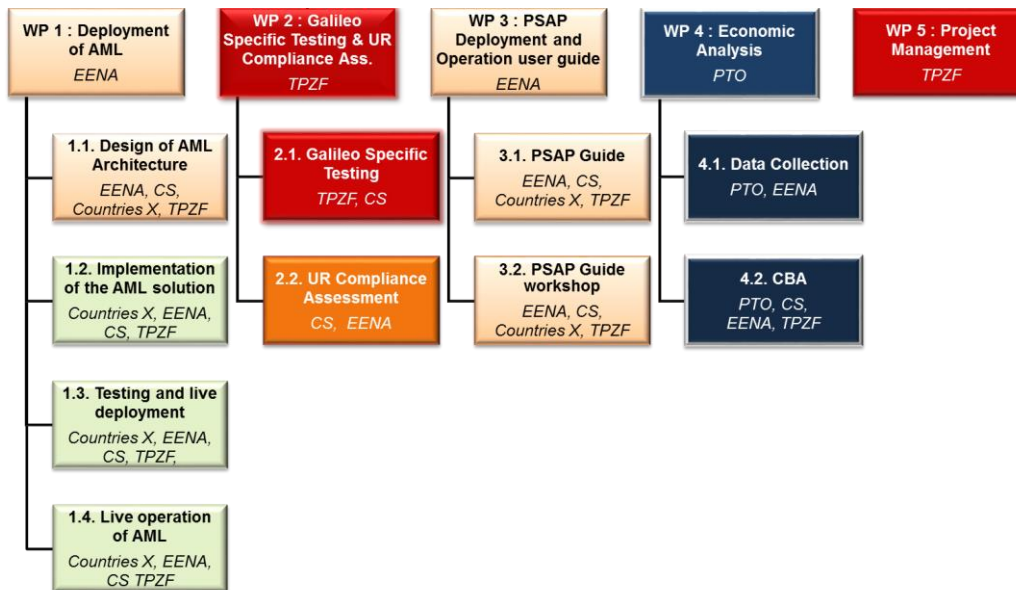 WP 1 : Deployment
of AML
EENA
1.1. Design of AML
Architecture
EENA, CS,
Countries X, TPZF
1.2. Implementation
of the AML solution
Countries X, EENA,
CS, TPZF
1.3. Testing and live
deployment
Countries X, EENA,
CS, TPZF,
1.4. Live operation
of AML
Countries X, EENA,
CS TPZF
WP 2 : Galileo
Specific Testing & UR
Compliance Ass.
TPZF
2.1. Galileo Specific
Testing
TPZF, CS
2.2. UR Compliance
Assessment
CS, EENA
WP 3 : PSAP
Deployment and
Operation user guide
EENA
3.1. PSAP Guide
EENA, CS,
Countries X, TPZF
3.2. PSAP Guide
workshop
EENA, CS,
Countries X, TPZF
WP 4 : Economic
Analysis
PTO
4.1. Data Collection
PTO, EENA
4.2. CBA
PTO, CS,
EENA, TPZF
WP 5 : Project
Management
TPZF